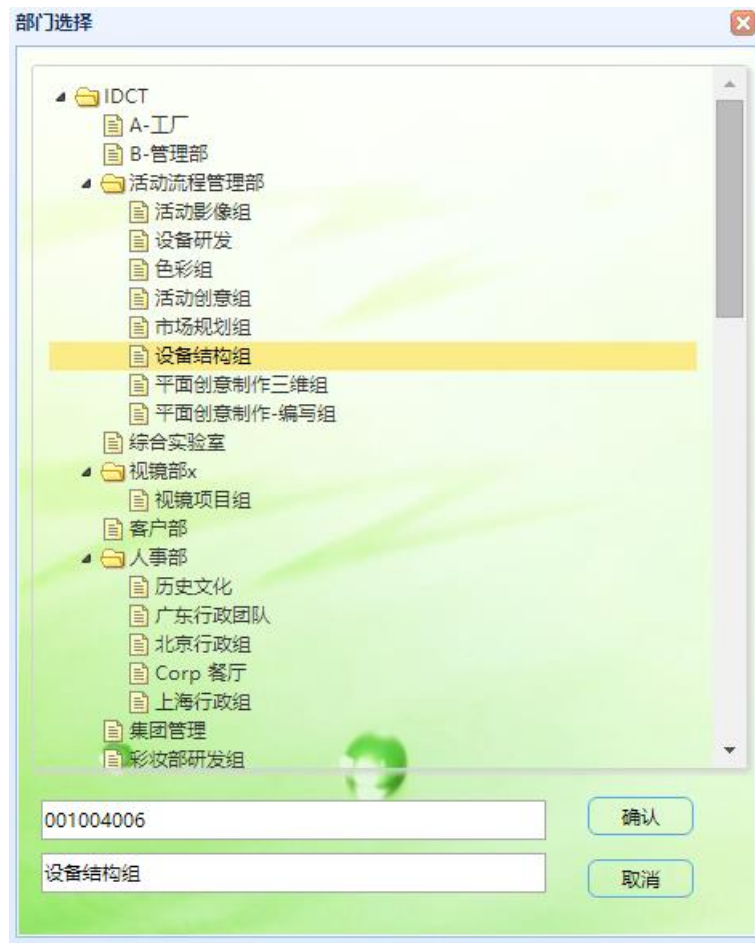 部门选择
IDCT
A-工厂
B-管理部
活动流程管理部
活动影像组
设备研发
色彩组
活动创意组
市场规划组
设备结构组
平面创意制作三维组
平面创意制作-编写组
综合实验室
视镜部x
视镜项目组
客户部
人事部
历史文化
广东行政团队
北京行政组
Corp 餐厅
上海行政组
集团管理
彩妆部研发组
001004006
确认
设备结构组
取消